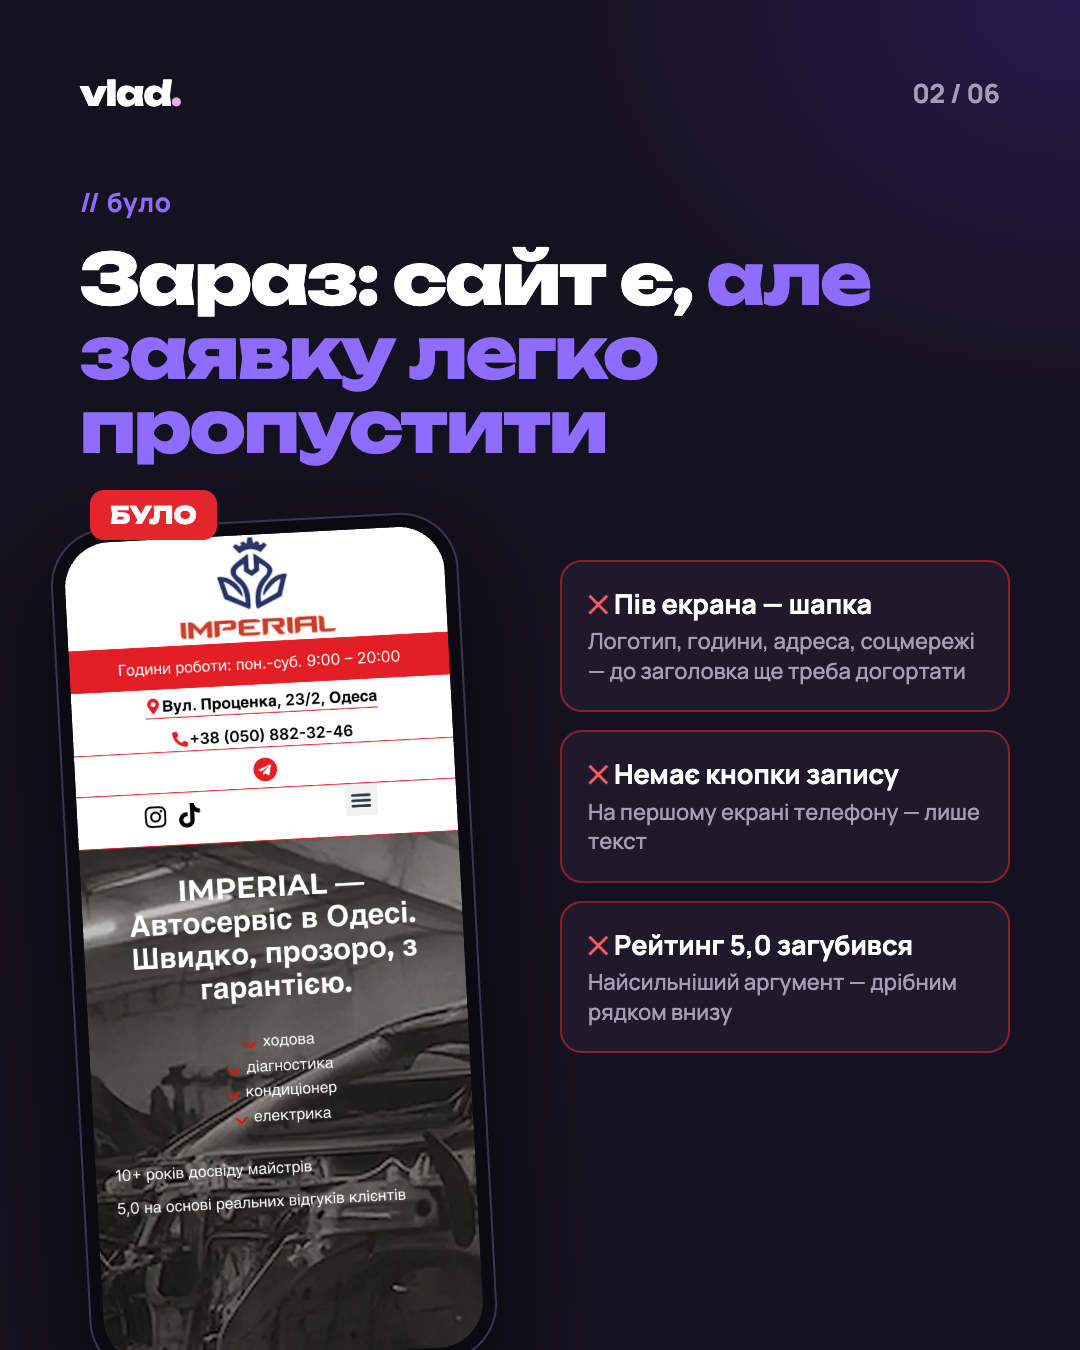 vlad.
02 / 06
// було
Зараз: сайт є, але
заявку легко
пропустити
БУЛО
IMPERIAL
Години роботи: пон.-суб. 9:00 – 20:00
Вул. Проценка, 23/2, Одеса
+38 (050) 882-32-46
IMPERIAL —
Автосервіс в Одесі.
Швидко, прозоро, з
гарантією.
ходова
діагностика
кондиціонер
електрика
10+ років досвіду майстрів
5,0 на основі реальних відгуків клієнтів
Пів екрана — шапка
Логотип, години, адреса, соцмережі
— до заголовка ще треба догортати
Немає кнопки запису
На першому екрані телефону — лише
текст
Рейтинг 5,0 загубився
Найсильніший аргумент — дрібним
рядком внизу